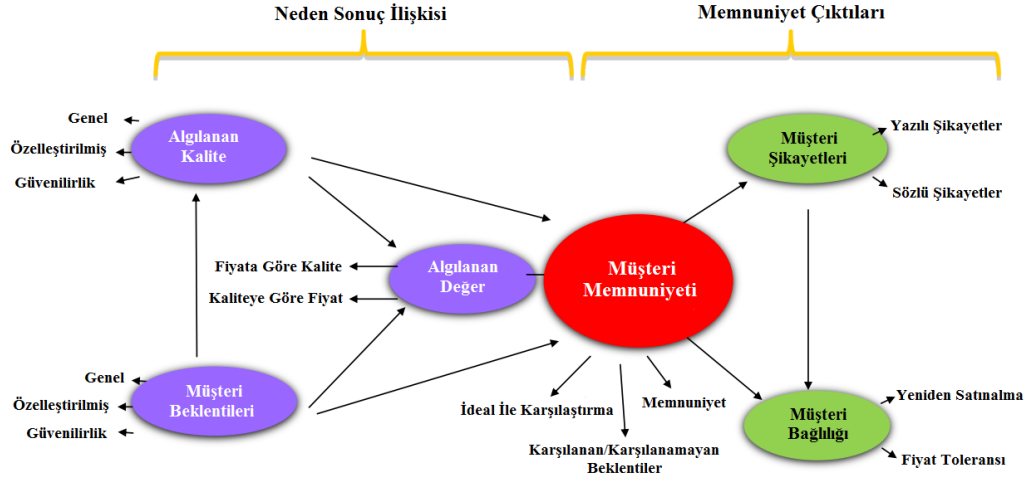 Neden Sonuç İlişkisi
Memnuniyet Çıktıları
Genel
Özelleştirilmiş
Güvenilirlik
Algılanan
Kalite
Müşteri
Şikayetleri
Yazılı Şikayetler
Sözlü Şikayetler
Fiyata Göre Kalite
Kaliteye Göre Fiyat
Algılanan
Değer
Müşteri
Memnuniyeti
Genel
Özelleştirilmiş
Güvenilirlik
Müşteri
Beklentileri
İdeal İle Karşılaştırma
Karşılanan/Karşılanamayan
Beklentiler
Memnuniyet
Müşteri
Bağlılığı
Yeniden Satınalma
Fiyat Toleransı